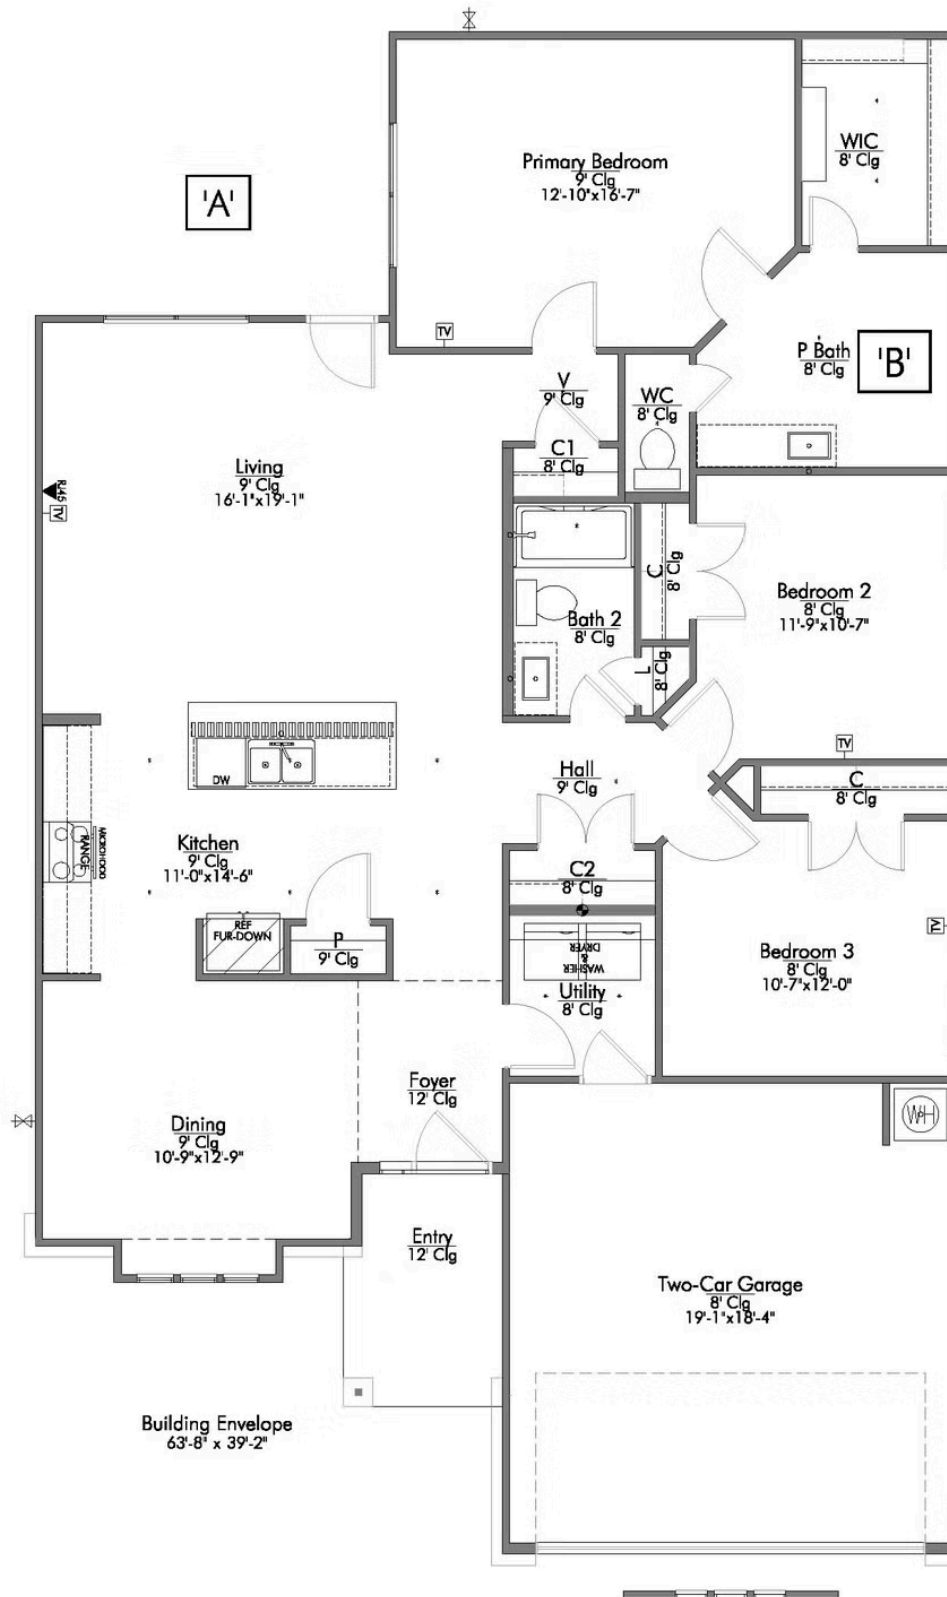 Primary Bedroom
9' Clg
12'-10"x16'-7"
WIC
8' Clg
'A'
TV
P Bath
8' Clg
'B'
V
9' Clg
WC
8' Clg
C1
8' Clg
Living
9' Clg
16'-1"x19'-1"
RJ45
TV
C
8' Clg
Bedroom 2
8' Clg
11'-9"x10'-7"
Bath 2
8' Clg
L
8' Clg
DW
TV
Hall
9' Clg
C
8' Clg
Kitchen
9' Clg
11'-0"x14'-6"
RANGE
MICROHOOD
C2
8' Clg
REF
FUR-DOWN
P
9' Clg
WASHER
&
DRYER
Utility
8' Clg
Bedroom 3
8' Clg
10'-7"x12'-0"
TV
Foyer
12' Clg
WH
Dining
9' Clg
10'-9"x12'-9"
Entry
12' Clg
Two-Car Garage
8' Clg
19'-1"x18'-4"
Building Envelope
63'-8" x 39'-2"